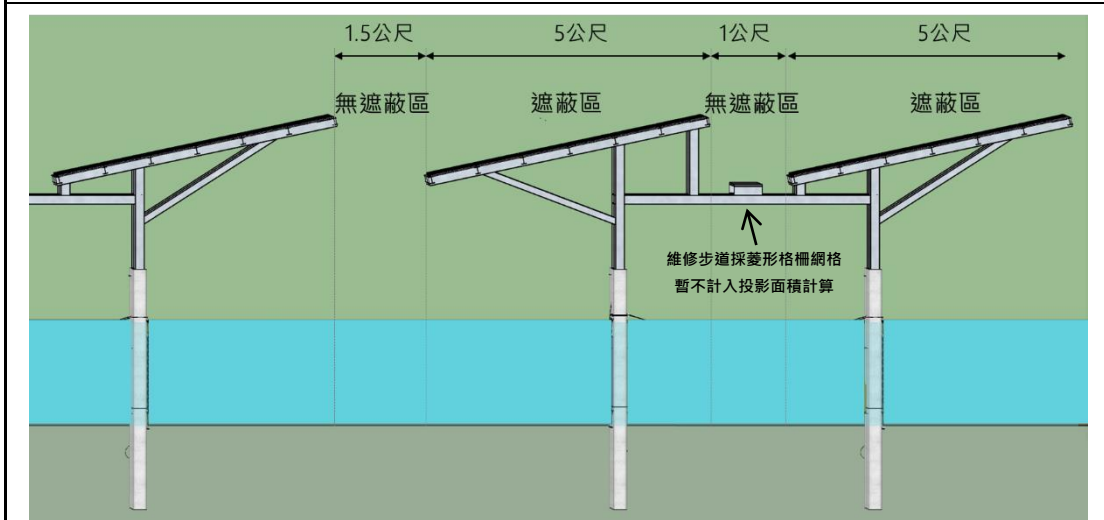 1.5公尺 5公尺 1公尺 5公尺
無遮蔽區 遮蔽區 無遮蔽區 遮蔽區
維修步道採菱形格柵網格
暫不計入投影面積計算